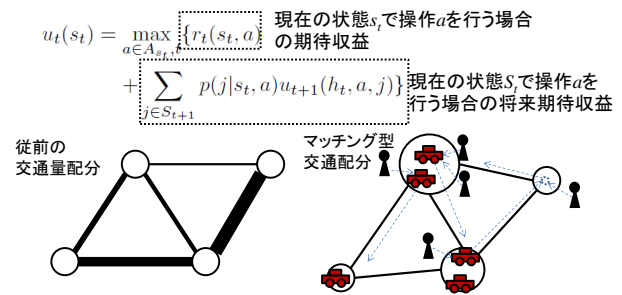 u_t(s_t) = max_{a∈A_{s_t},t} {r_t(s_t, a) 現在の状態s_tで操作aを行う場合
の期待収益
+ ∑_{j∈S_{t+1}} p(j|s_t, a)u_{t+1}(h_t, a, j)} 現在の状態S_tで操作aを
行う場合の将来期待収益
従前の
交通量配分
マッチング型
交通配分